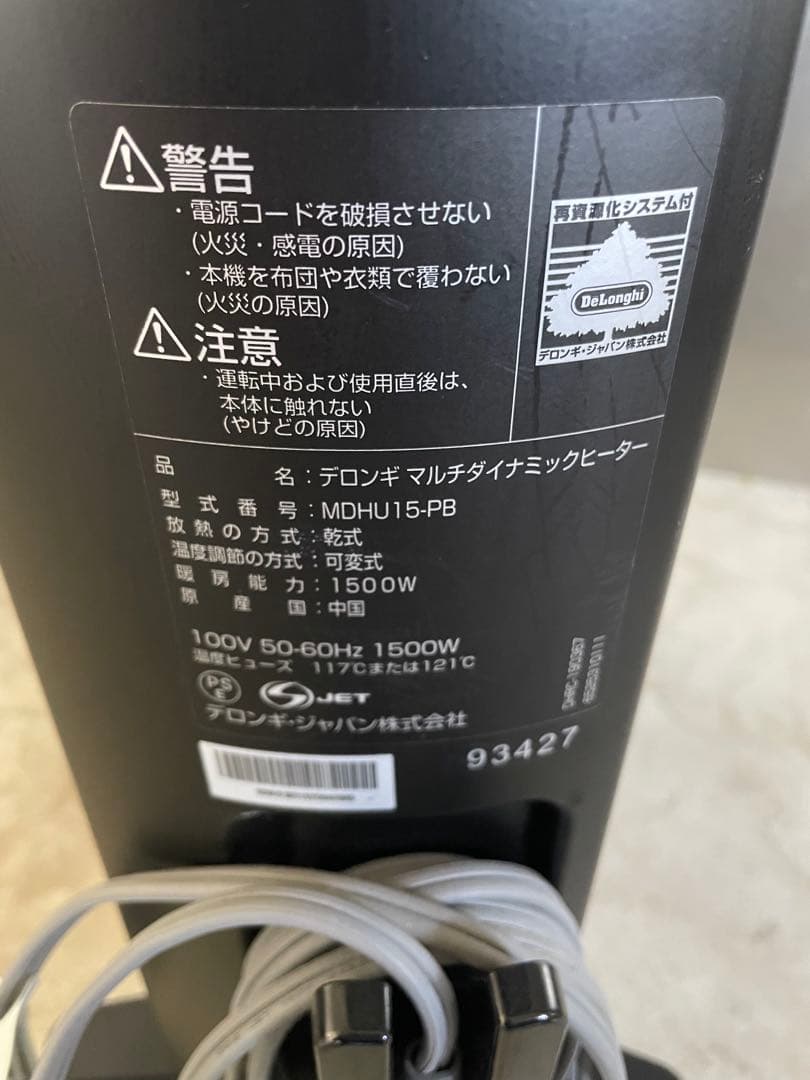 警告
・電源コードを破損させない
(火災・感電の原因)
・本機を布団や衣類で覆わない
(火災の原因)
注意
・運転中および使用直後は、
本体に触れない
(やけどの原因)
再資源化システム付
DeLonghi
デロンギ・ジャパン株式会社
品名：デロンギ マルチダイナミックヒーター
型式番号：MDHU15-PB
放熱の方式：乾式
温度調節の方式：可変式
暖房能力：1500W
原産国：中国
100V 50-60Hz 1500W
温度ヒューズ 117℃または121℃
PS
E
JET
デロンギ・ジャパン株式会社
93427